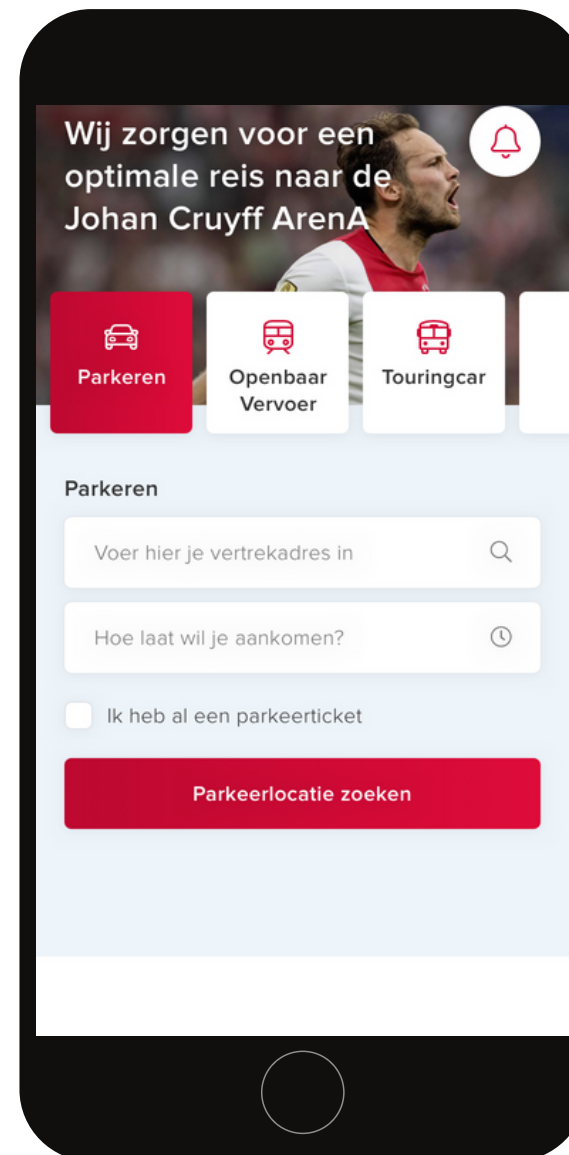 Wij zorgen voor een
optimale reis naar de
Johan Cruyff ArenA
Parkeren
Openbaar
Vervoer
Touringcar
Parkeren
Voer hier je vertrekadres in
Hoe laat wil je aankomen?
Ik heb al een parkeerticket
Parkeerlocatie zoeken